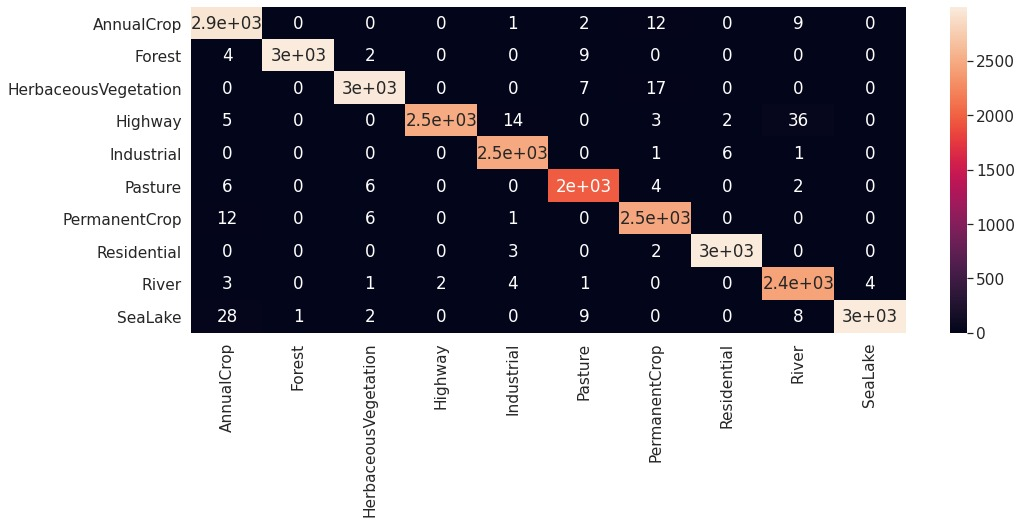 AnnualCrop 2.9e+03 0 0 0 1 2 12 0 9 0
Forest 4 3e+03 2 0 0 9 0 0 0 0
HerbaceousVegetation 0 0 3e+03 0 0 7 17 0 0 0
Highway 5 0 0 2.5e+03 14 0 3 2 36 0
Industrial 0 0 0 0 2.5e+03 0 1 6 1 0
Pasture 6 0 6 0 0 2e+03 4 0 2 0
PermanentCrop 12 0 6 0 1 0 2.5e+03 0 0 0
Residential 0 0 0 0 3 0 2 3e+03 0 0
River 3 0 1 2 4 1 0 0 2.4e+03 4
SeaLake 28 1 2 0 0 9 0 0 8 3e+03
AnnualCrop
Forest
HerbaceousVegetation
Highway
Industrial
Pasture
PermanentCrop
Residential
River
SeaLake
2500
2000
1500
1000
500
0